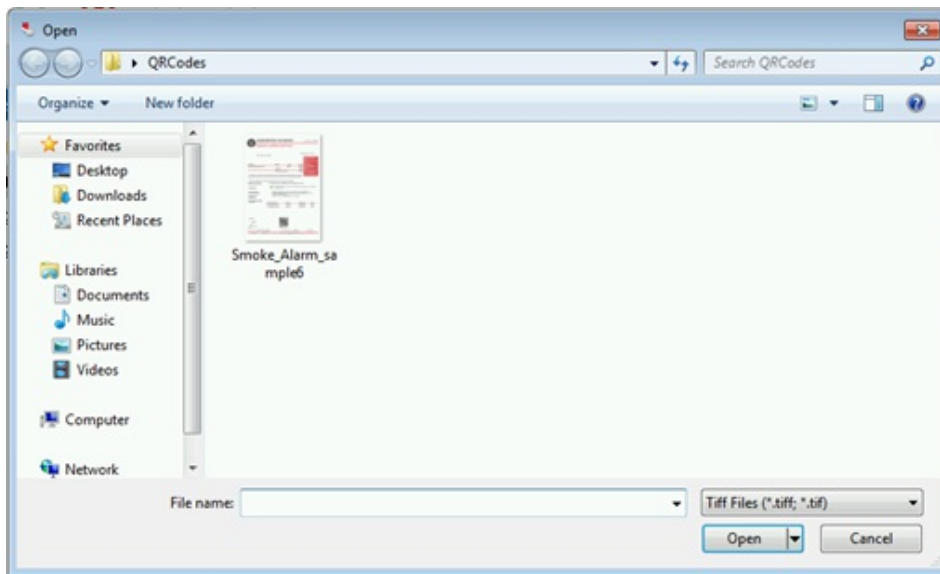 Open
QRCodes
Search QRCodes
Organize
New folder
Favorites
Desktop
Downloads
Recent Places
Libraries
Documents
Music
Pictures
Videos
Computer
Network
Smoke_Alarm_sa
mple6
File name:
Tiff Files (*.tiff; *.tif)
Open
Cancel